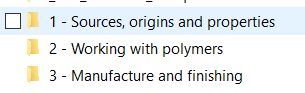 1 - Sources, origins and properties
2 - Working with polymers
3 - Manufacture and finishing